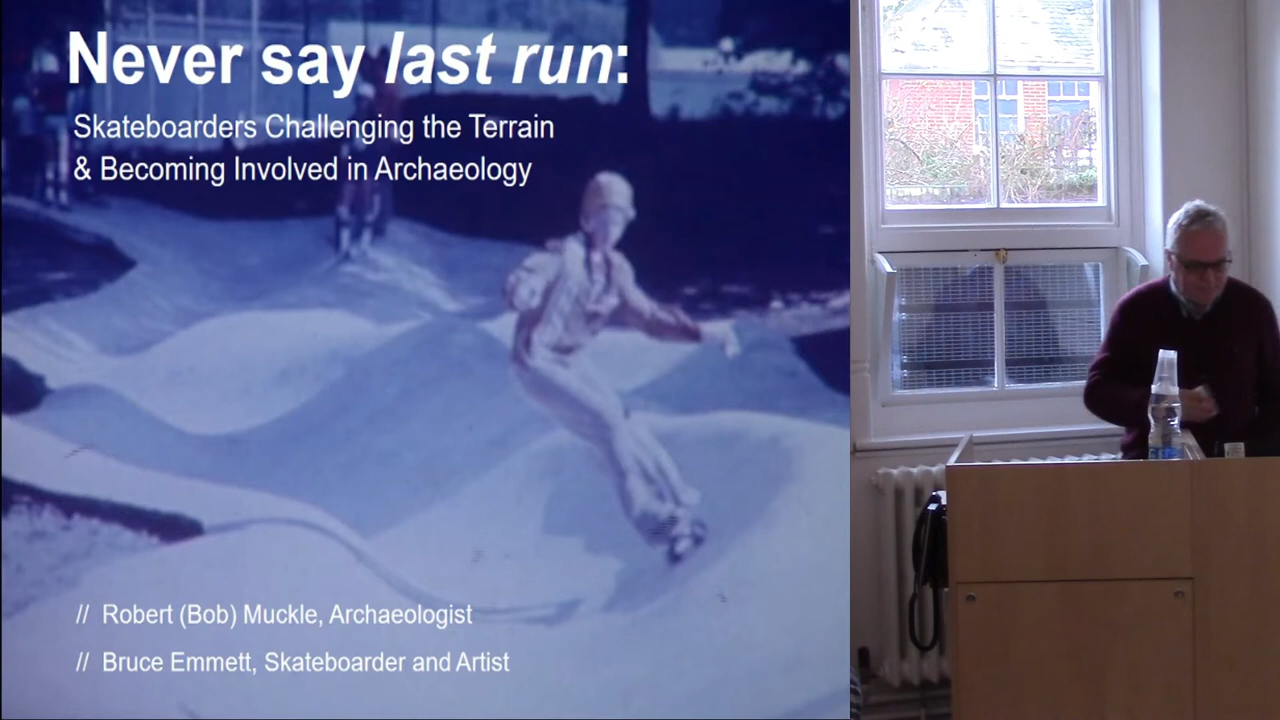 Never say last run:
Skateboarders Challenging the Terrain
& Becoming Involved in Archaeology
// Robert (Bob) Muckle, Archaeologist
// Bruce Emmett, Skateboarder and Artist